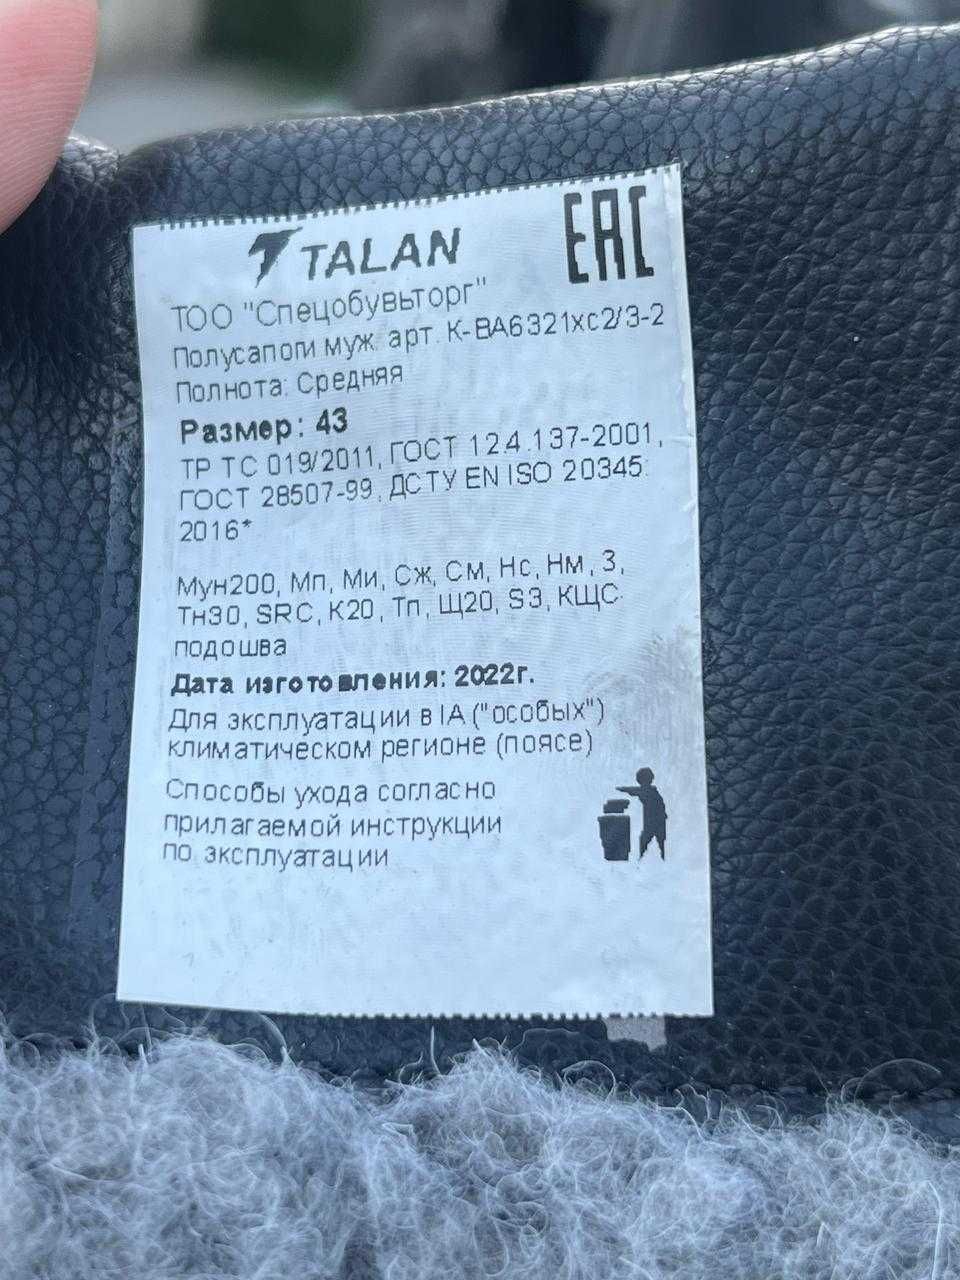 TALAN
EAC
ТОО "Спецобувьторг"
Полусапоги муж. арт. К-ВА6321хс2/3-2
Полнота: Средняя
Размер: 43
ТР ТС 019/2011, ГОСТ 12.4.137-2001,
ГОСТ 28507-99, ДСТУ EN ISO 20345:
2016*
Мун200, Мп, Ми, Сж, См, Нс, Нм, З,
Тн30, SRC, К20, Тп, Щ20, S3, КЩС
подошва
Дата изготовления: 2022г.
Для эксплуатации в IA ("особых")
климатическом регионе (поясе)
Способы ухода согласно
прилагаемой инструкции
по эксплуатации